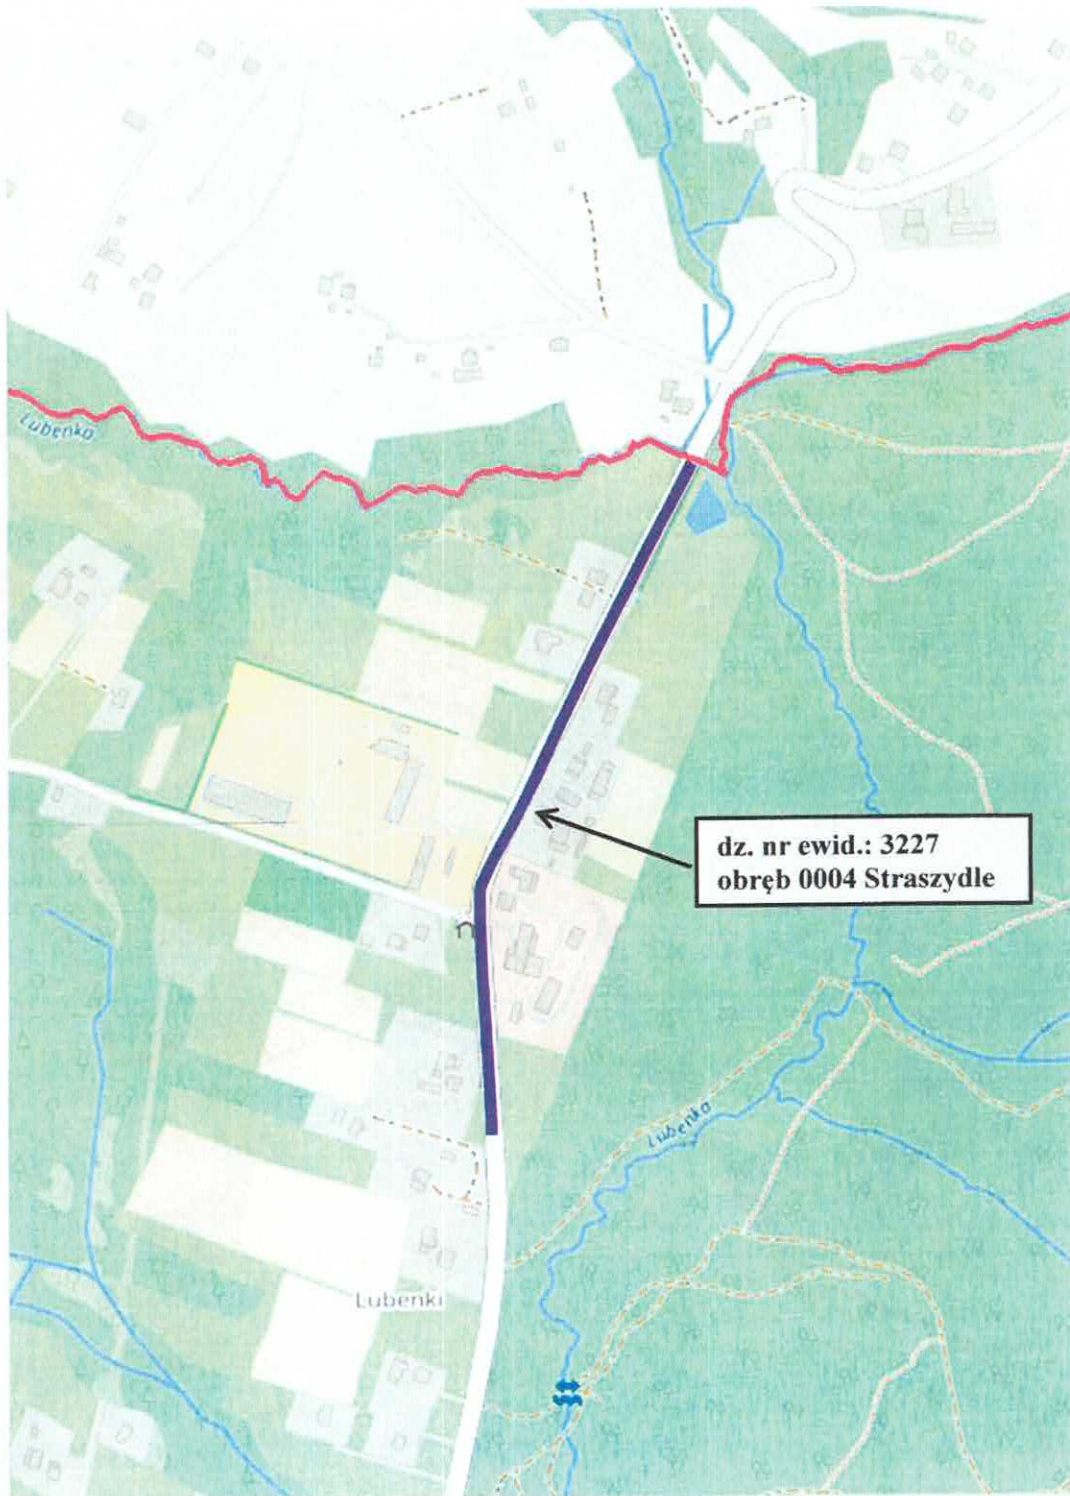 Lubenka
dz. nr ewid.: 3227
obręb 0004 Straszydle
Lubenka
Lubenki